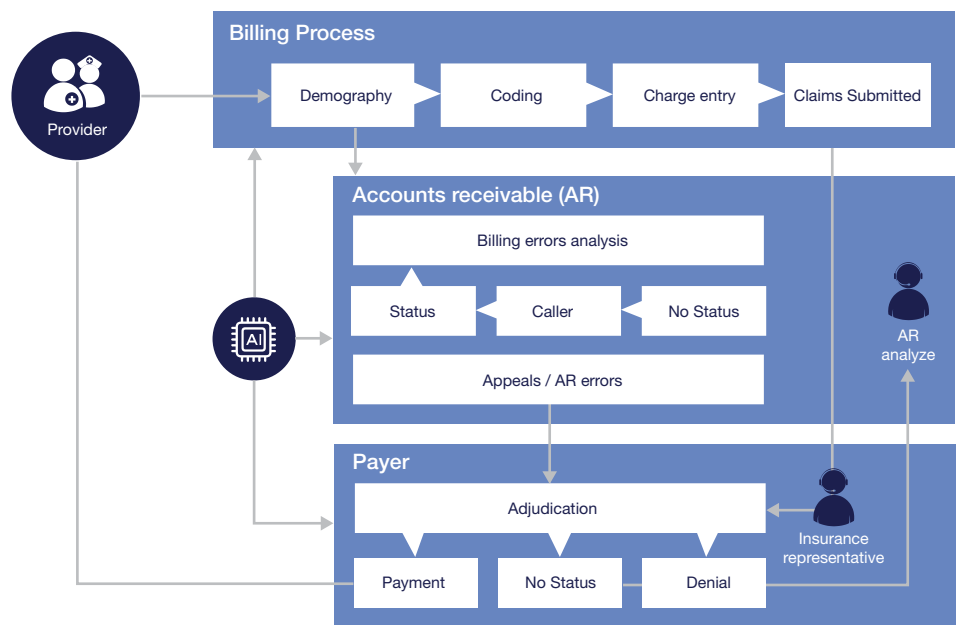 Billing Process
Provider
Demography
Coding
Charge entry
Claims Submitted
Accounts receivable (AR)
Billing errors analysis
Status
Caller
No Status
AR
analyze
AI
Appeals / AR errors
Payer
Adjudication
Insurance
representative
Payment
No Status
Denial